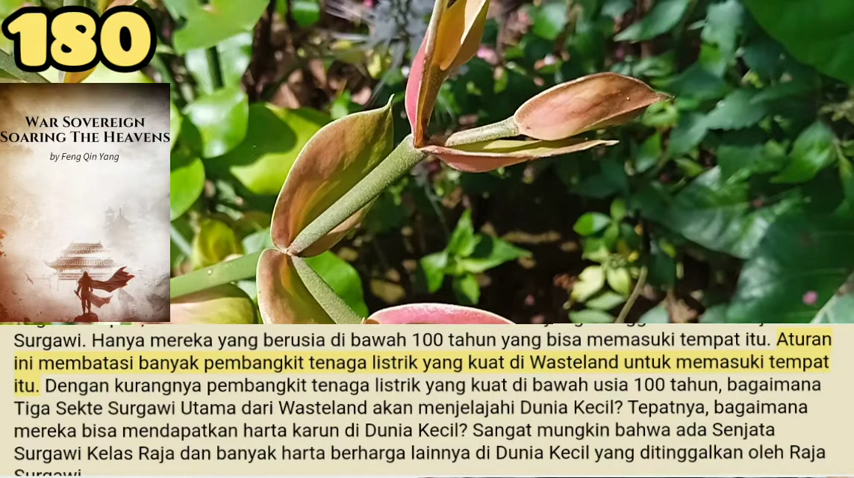 180
WAR SOVEREIGN
SOARING THE HEAVENS
by Feng Qin Yang
Surgawi. Hanya mereka yang berusia di bawah 100 tahun yang bisa memasuki tempat itu. Aturan
ini membatasi banyak pembangkit tenaga listrik yang kuat di Wasteland untuk memasuki tempat
itu. Dengan kurangnya pembangkit tenaga listrik yang kuat di bawah usia 100 tahun, bagaimana
Tiga Sekte Surgawi Utama dari Wasteland akan menjelajahi Dunia Kecil? Tepatnya, bagaimana
mereka bisa mendapatkan harta karun di Dunia Kecil? Sangat mungkin bahwa ada Senjata
Surgawi Kelas Raja dan banyak harta berharga lainnya di Dunia Kecil yang ditinggalkan oleh Raja
Surgawi